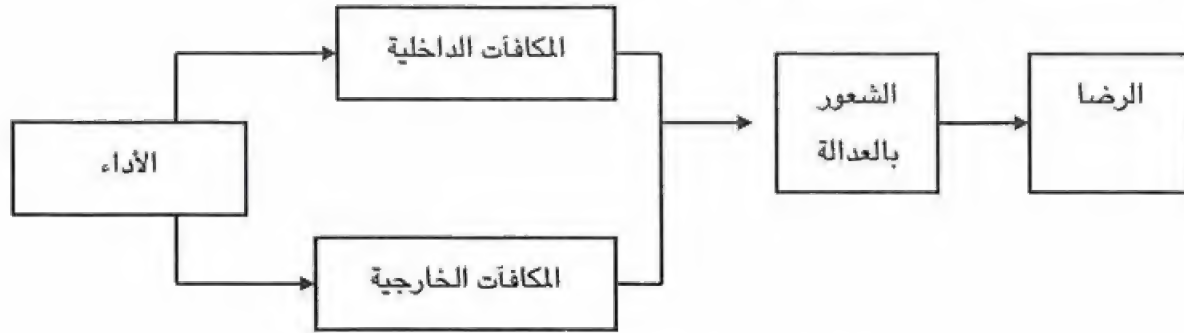 المكافآت الداخلية
الشعور
بالعدالة
الرضا
الأداء
المكافآت الخارجية